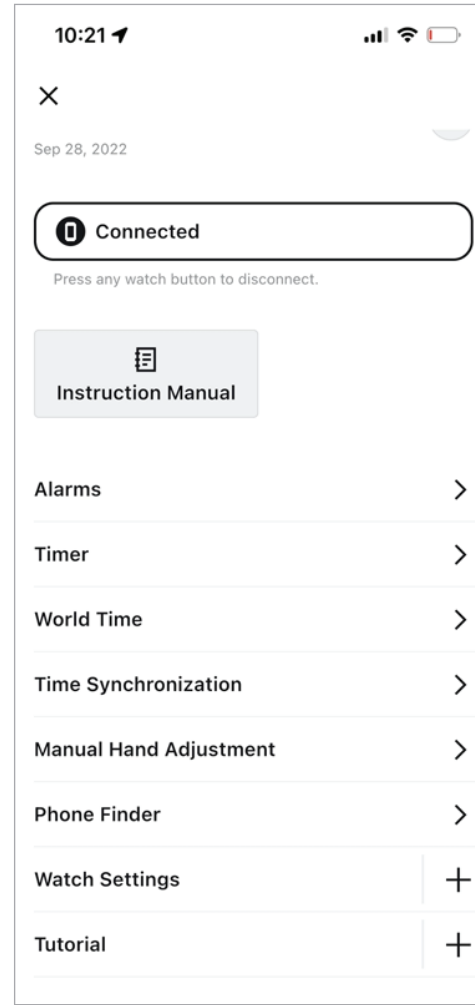 10:21
Sep 28, 2022
Connected
Press any watch button to disconnect.
Instruction Manual
Alarms
Timer
World Time
Time Synchronization
Manual Hand Adjustment
Phone Finder
Watch Settings
Tutorial